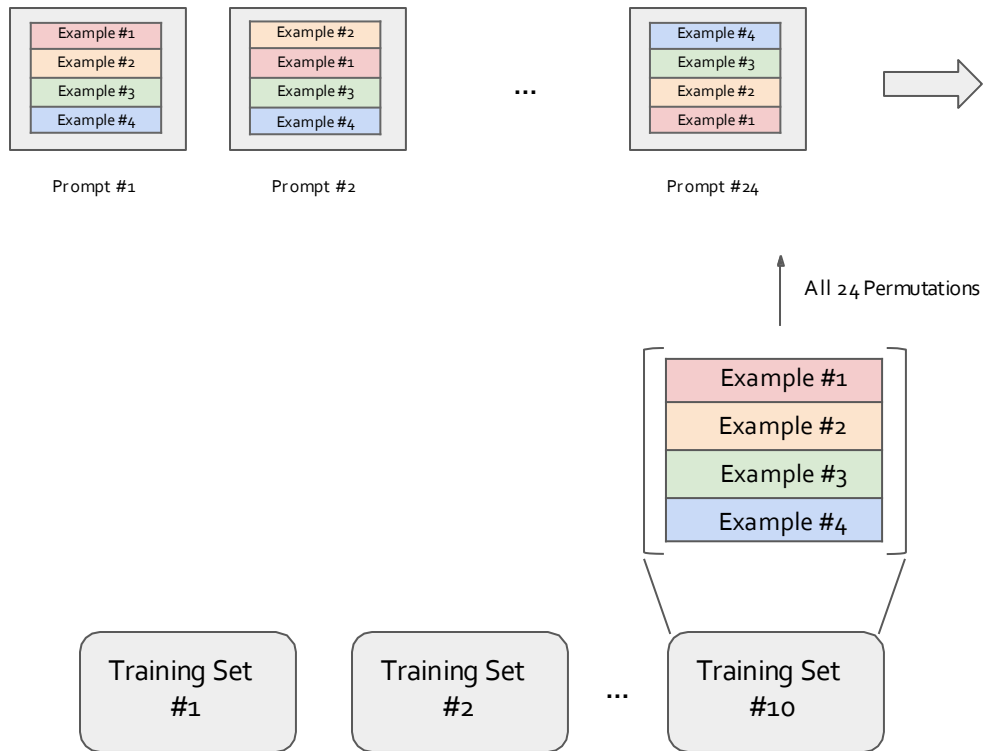 Example #1
Example #2
Example #3
Example #4
Prompt #1
Example #2
Example #1
Example #3
Example #4
Prompt #2
...
Example #4
Example #3
Example #2
Example #1
Prompt #24
All 24 Permutations
Example #1
Example #2
Example #3
Example #4
Training Set
#1
Training Set
#2
...
Training Set
#10